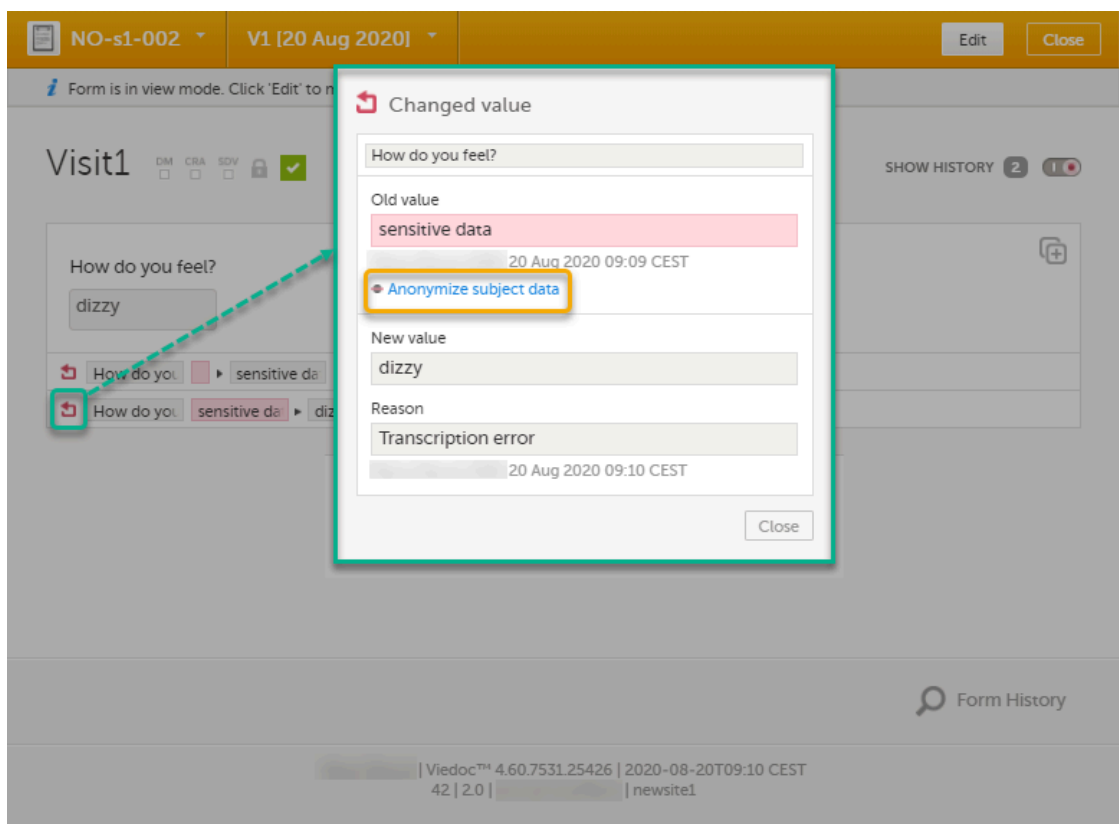 NO-s1-002 V1 [20 Aug 2020] Edit Close
Form is in view mode. Click 'Edit' to
Changed value
How do you feel?
Old value
sensitive data
20 Aug 2020 09:09 CEST
Anonymize subject data
New value
dizzy
Reason
Transcription error
20 Aug 2020 09:10 CEST
Close
Visit1 DM CRA SDV
SHOW HISTORY 2
How do you feel?
dizzy
How do you sensitive da
How do you sensitive da diz
Form History
| Viedoc™ 4.60.7531.25426 | 2020-08-20T09:10 CEST
42 | 2.0 | | newsite1